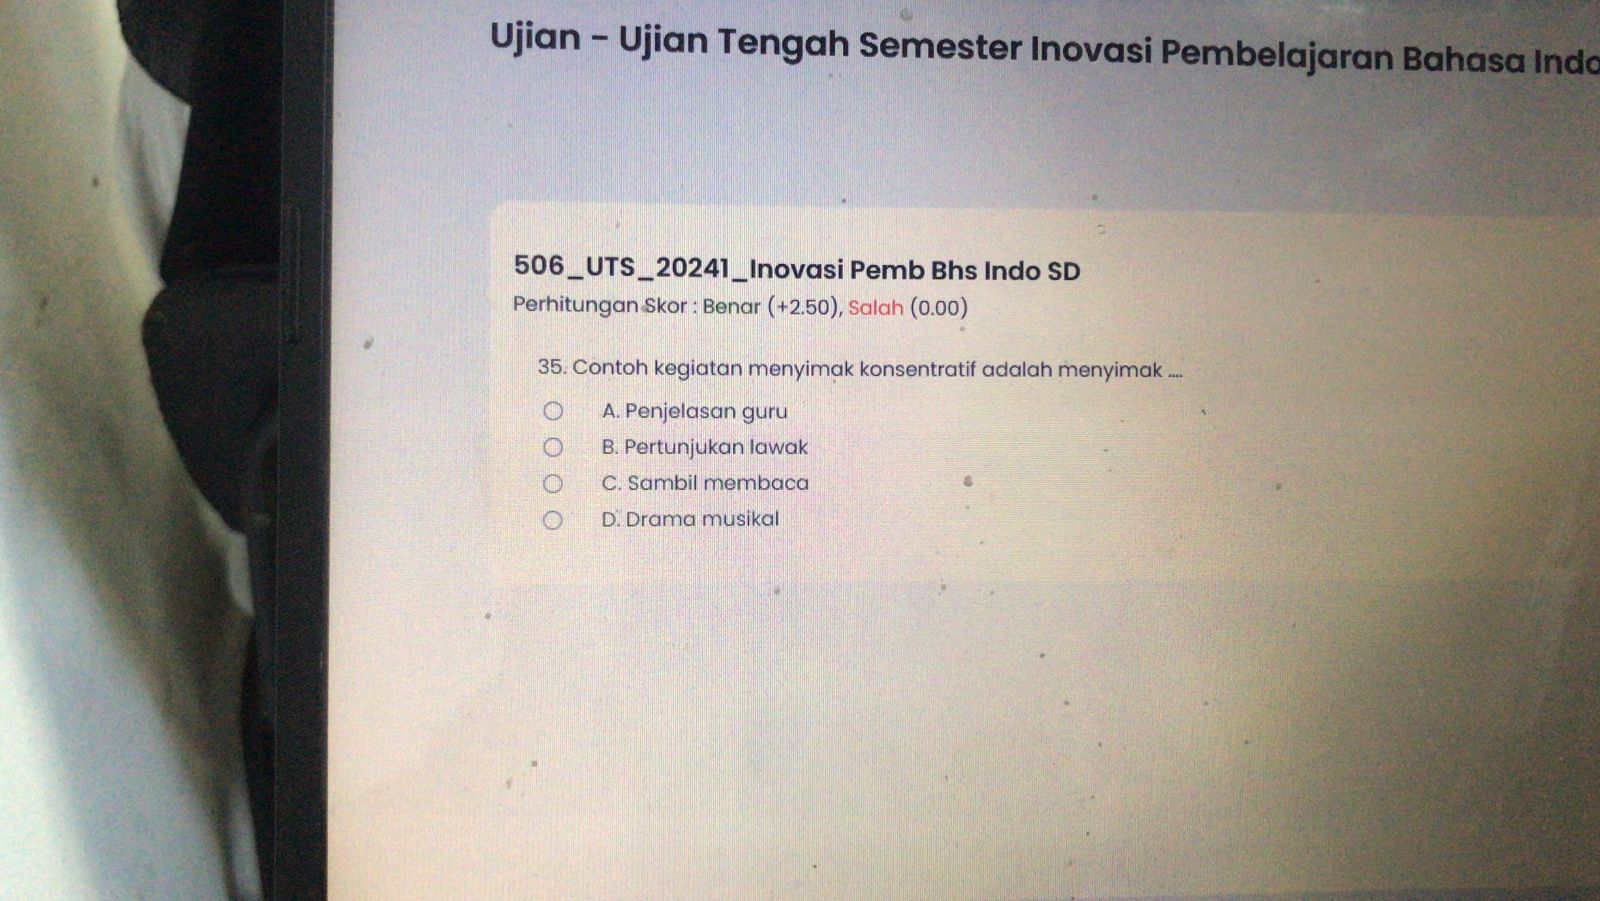 Ujian - Ujian Tengah Semester Inovasi Pembelajaran Bahasa Indo
506_UTS_20241_Inovasi Pemb Bhs Indo SD
Perhitungan Skor : Benar (+2.50), Salah (0.00)
35. Contoh kegiatan menyimak konsentratif adalah menyimak ....
A. Penjelasan guru
B. Pertunjukan lawak
C. Sambil membaca
D. Drama musikal